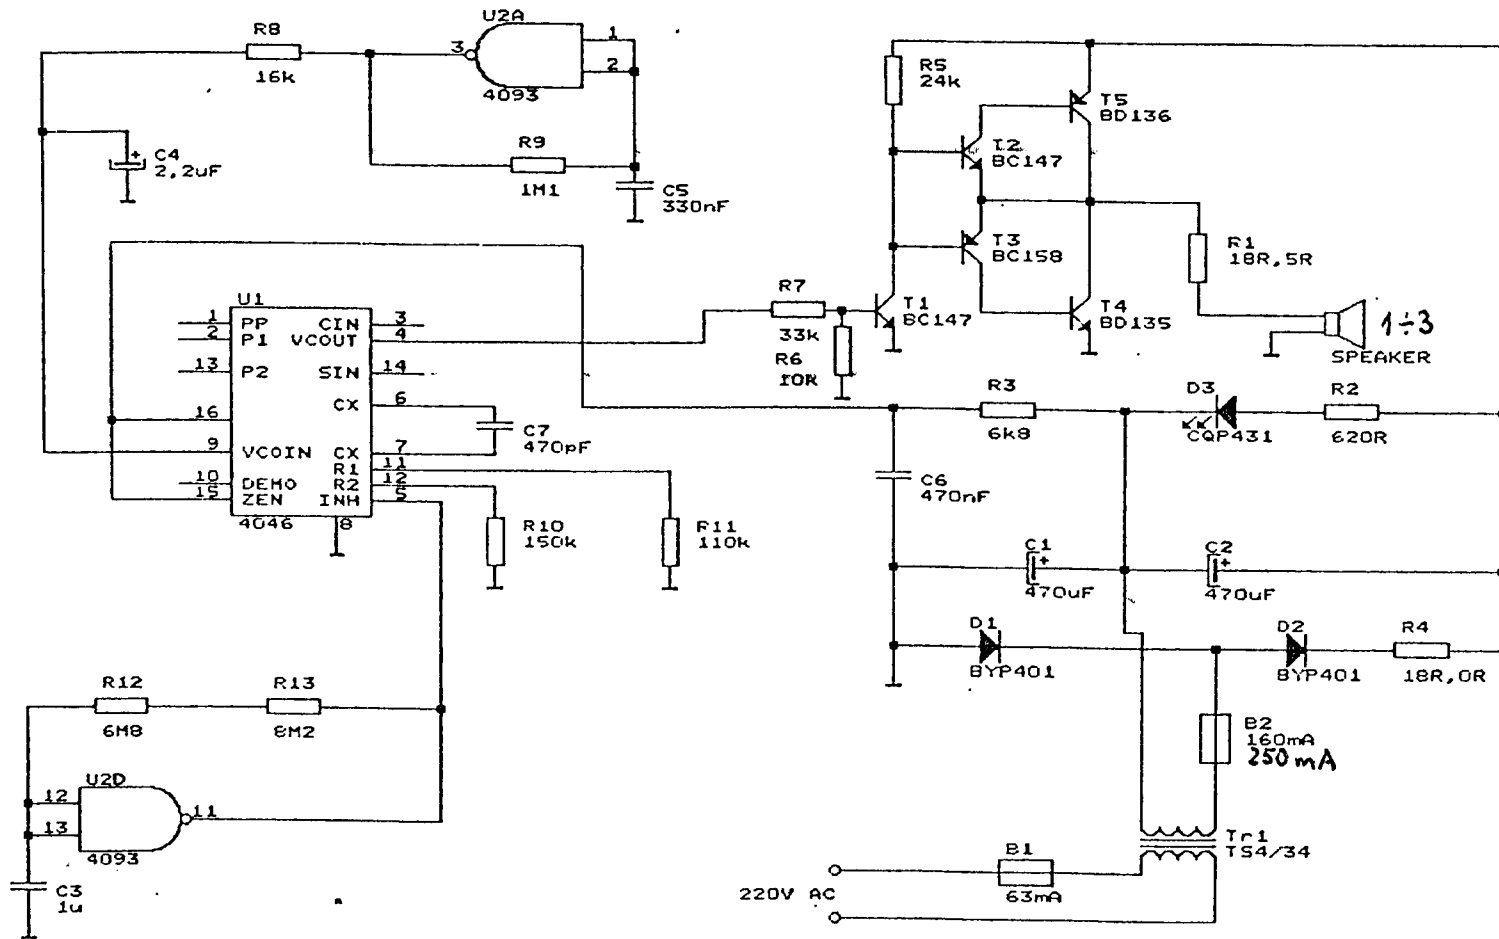 U2A
R8
3
1
2
16k
4093
R9
1M1
C4
2,2uF
C5
330nF
R5
24k
T5
BD136
T2
BC147
T3
BC158
R1
18R,5R
U1
1
PP
CIN
3
2
P1
VCOUT
4
13
P2
SIN
14
CX
6
16
C7
470pF
9
VCOIN
CX
7
R1
11
10
DEMO
R2
12
15
ZEN
INH
5
4046
8
R7
33k
R6
10k
T1
BC147
T4
BD135
1÷3
SPEAKER
R3
6k8
D3
CQP431
R2
620R
C6
470nF
R10
150k
R11
110k
C1
+
470uF
C2
+
470uF
D1
BYP401
D2
BYP401
R4
18R,0R
R12
6M8
R13
8M2
B2
160mA
250mA
U2D
12
13
11
4093
C3
1u
Tr1
TS4/34
B1
63mA
220V AC